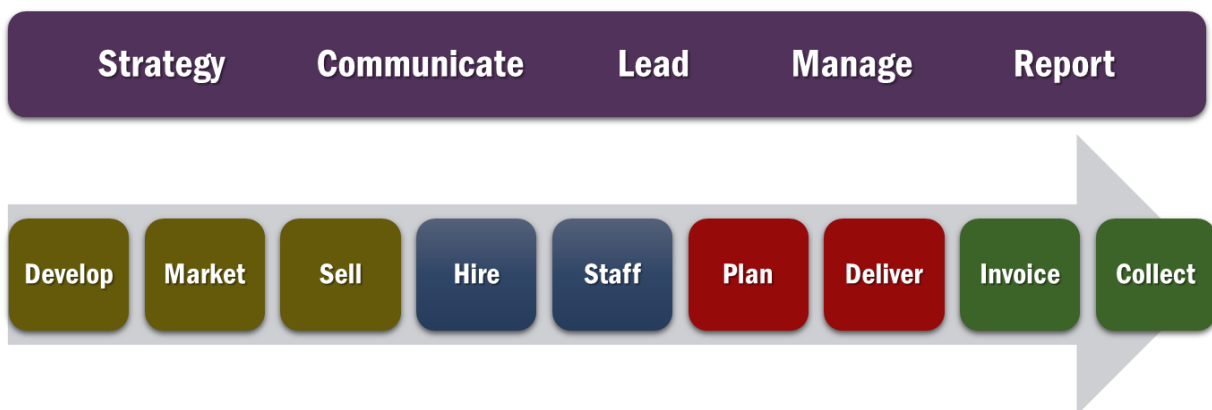 Strategy Communicate Lead Manage Report
Develop Market Sell Hire Staff Plan Deliver Invoice Collect